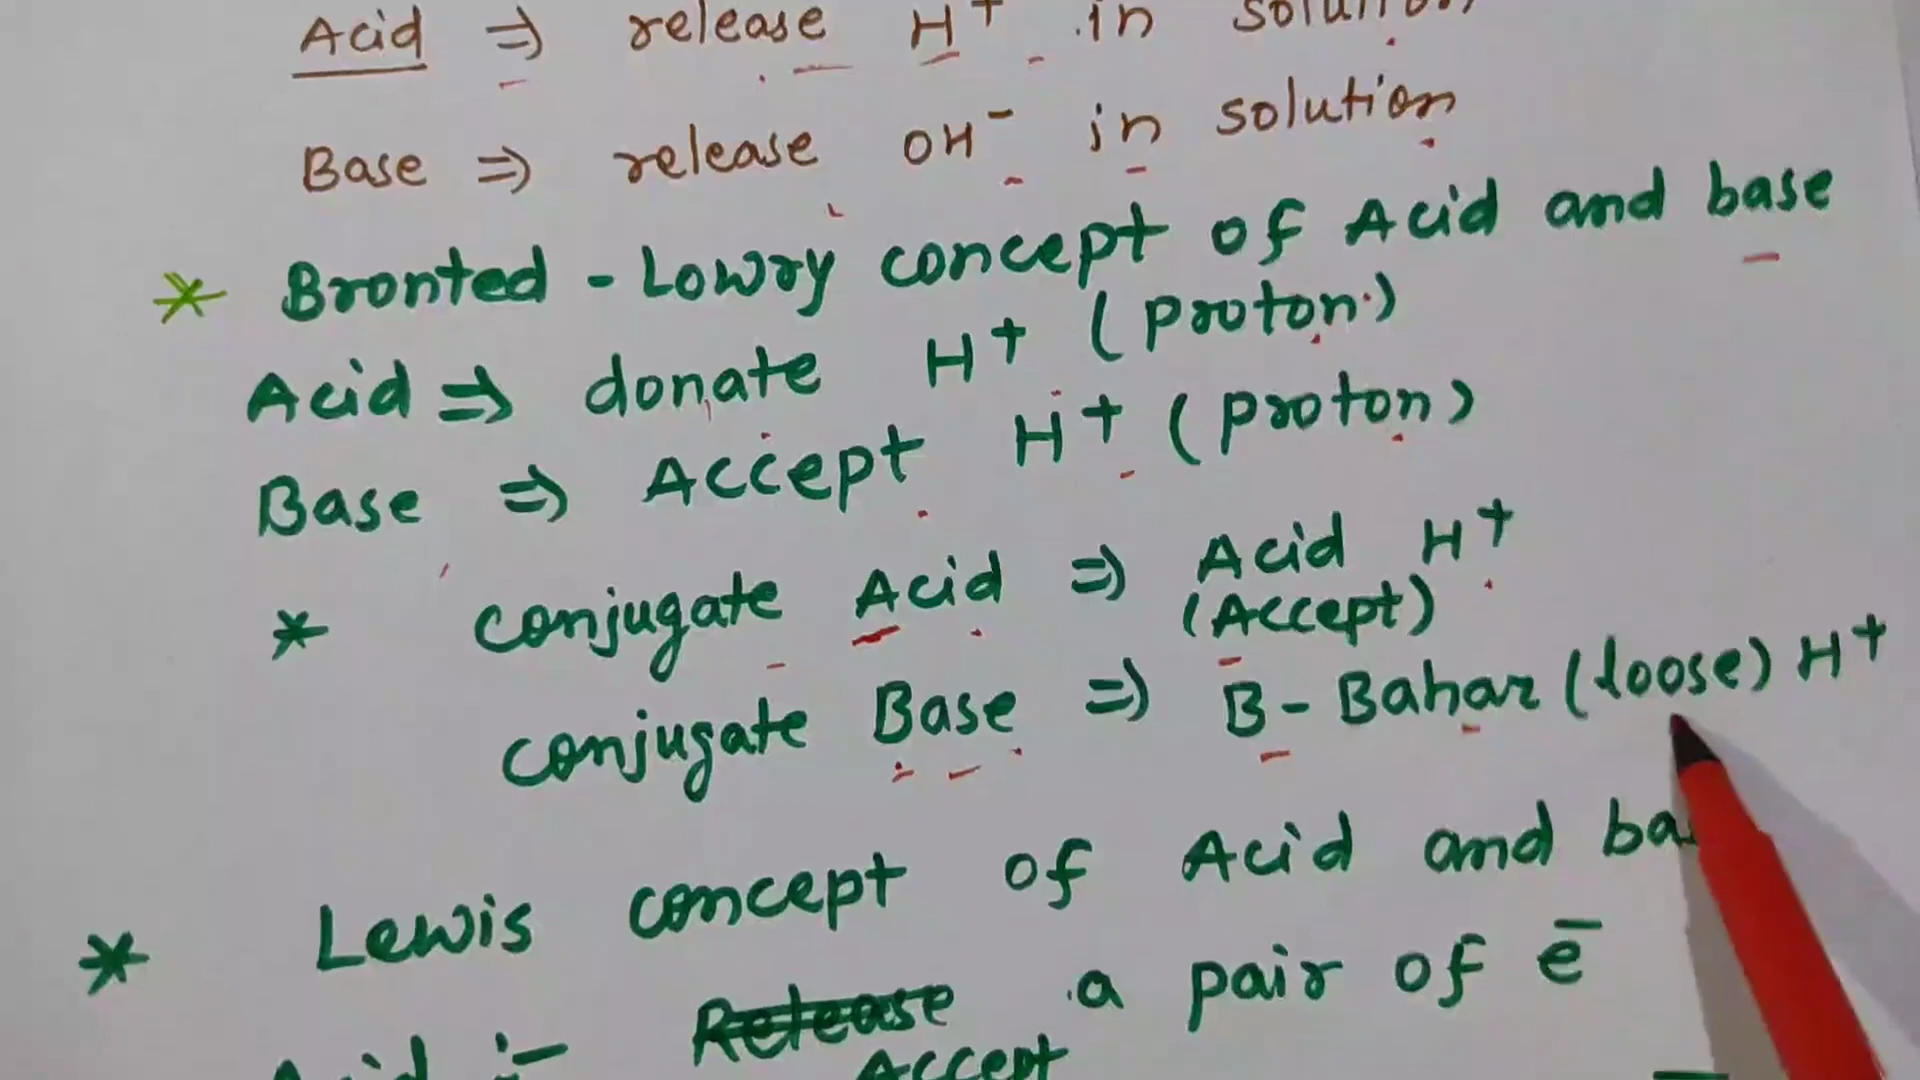 Acid ⇒ release H⁺ in solution
Base ⇒ release OH⁻ in solution
* Bronted - Lowry concept of Acid and base
Acid ⇒ donate H⁺ (proton)
Base ⇒ Accept H⁺ (proton)
* conjugate Acid ⇒ Acid H⁺
(Accept)
conjugate Base ⇒ B - Bahar (loose) H⁺
* Lewis concept of Acid and ba
Acid :- Release a pair of e⁻
Accept